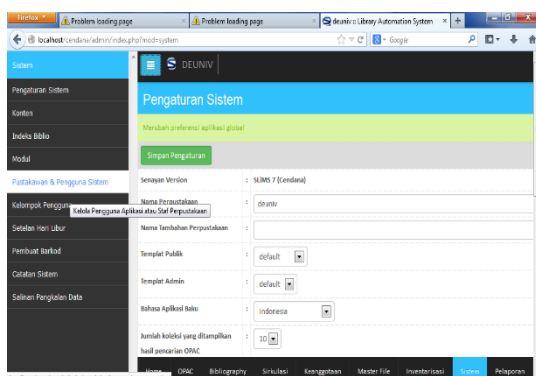 Firefox
Problem loading page
Problem loading page
deuniv :: Library Automation System
localhost/cendana/admin/index.php?mod=system
Google
Sistem
Pengaturan Sistem
Konten
Indeks Biblio
Modul
Pustakawan & Pengguna Sistem
Kelompok Pengguna
Kelola Pengguna Aplikasi atau Staf Perpustakaan
Setelan Hari Libur
Pembuat Barkod
Catatan Sistem
Salinan Pangkalan Data
DEUNIV
Pengaturan Sistem
Merubah preferensi aplikasi global
Simpan Pengaturan
Senayan Version : SLiMS 7 (Cendana)
Nama Perpustakaan : deuniv
Nama Tambahan Perpustakaan :
Templat Publik : default
Templat Admin : default
Bahasa Aplikasi Baku : Indonesia
Jumlah koleksi yang ditampilkan : 10
hasil pencarian OPAC
Home OPAC Bibliography Sirkulasi Keanggotaan Master File Inventarisasi Sistem Pelaporan